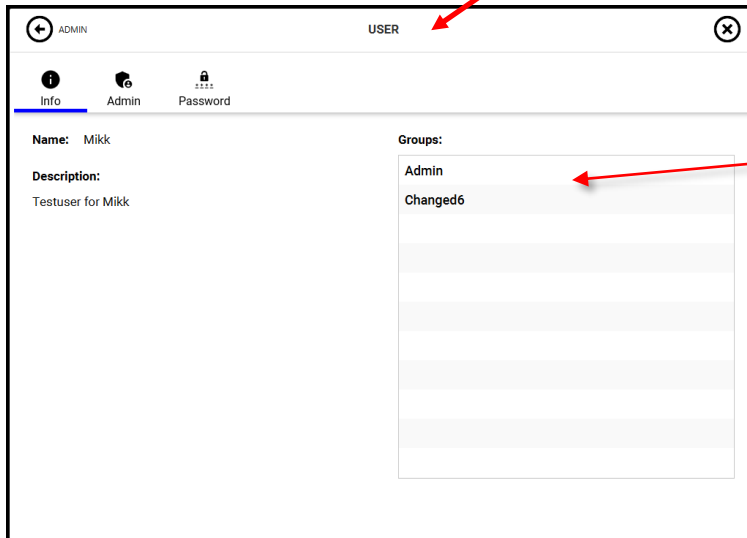 ADMIN
USER
Info
Admin
Password
Name: Mikk
Description:
Testuser for Mikk
Groups:
Admin
Changed6